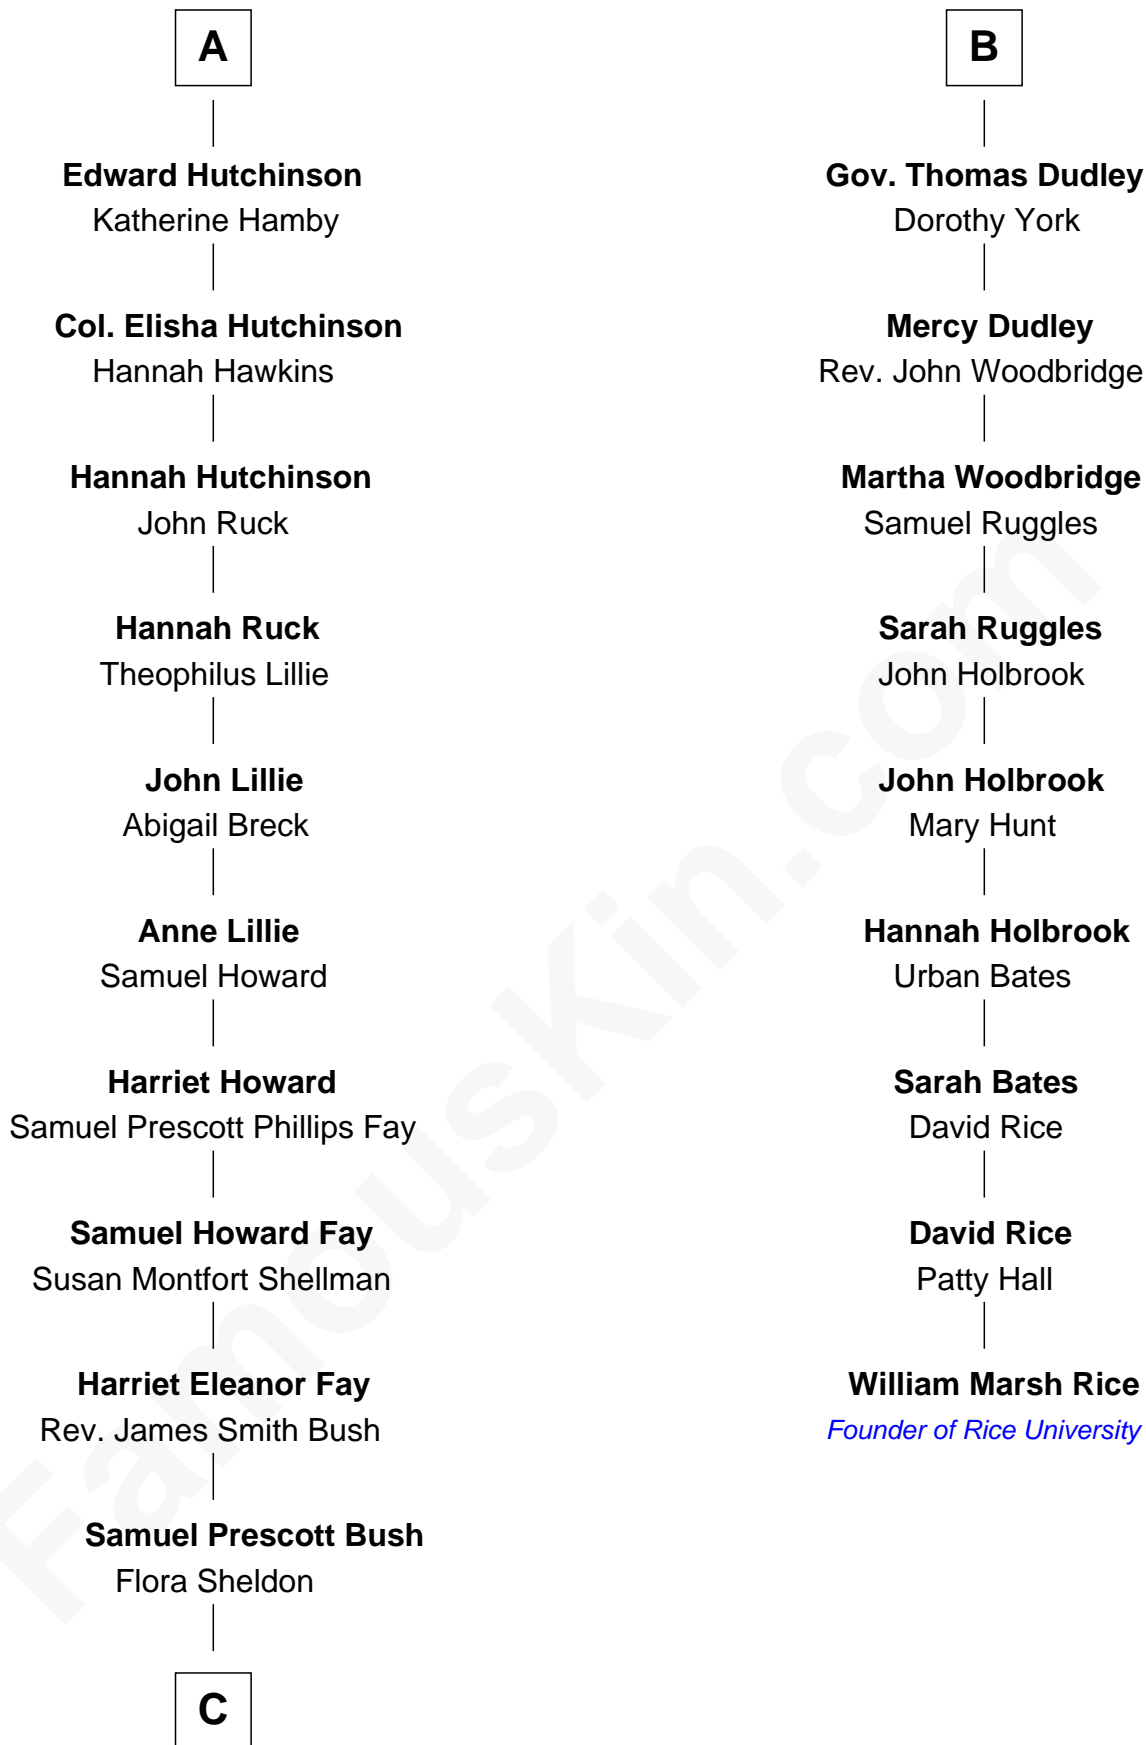 A
Edward Hutchinson
Katherine Hamby
Col. Elisha Hutchinson
Hannah Hawkins
Hannah Hutchinson
John Ruck
Hannah Ruck
Theophilus Lillie
John Lillie
Abigail Breck
Anne Lillie
Samuel Howard
Harriet Howard
Samuel Prescott Phillips Fay
Samuel Howard Fay
Susan Montfort Shellman
Harriet Eleanor Fay
Rev. James Smith Bush
Samuel Prescott Bush
Flora Sheldon
C
B
Gov. Thomas Dudley
Dorothy York
Mercy Dudley
Rev. John Woodbridge
Martha Woodbridge
Samuel Ruggles
Sarah Ruggles
John Holbrook
John Holbrook
Mary Hunt
Hannah Holbrook
Urban Bates
Sarah Bates
David Rice
David Rice
Patty Hall
William Marsh Rice
Founder of Rice University
FamousKin.com